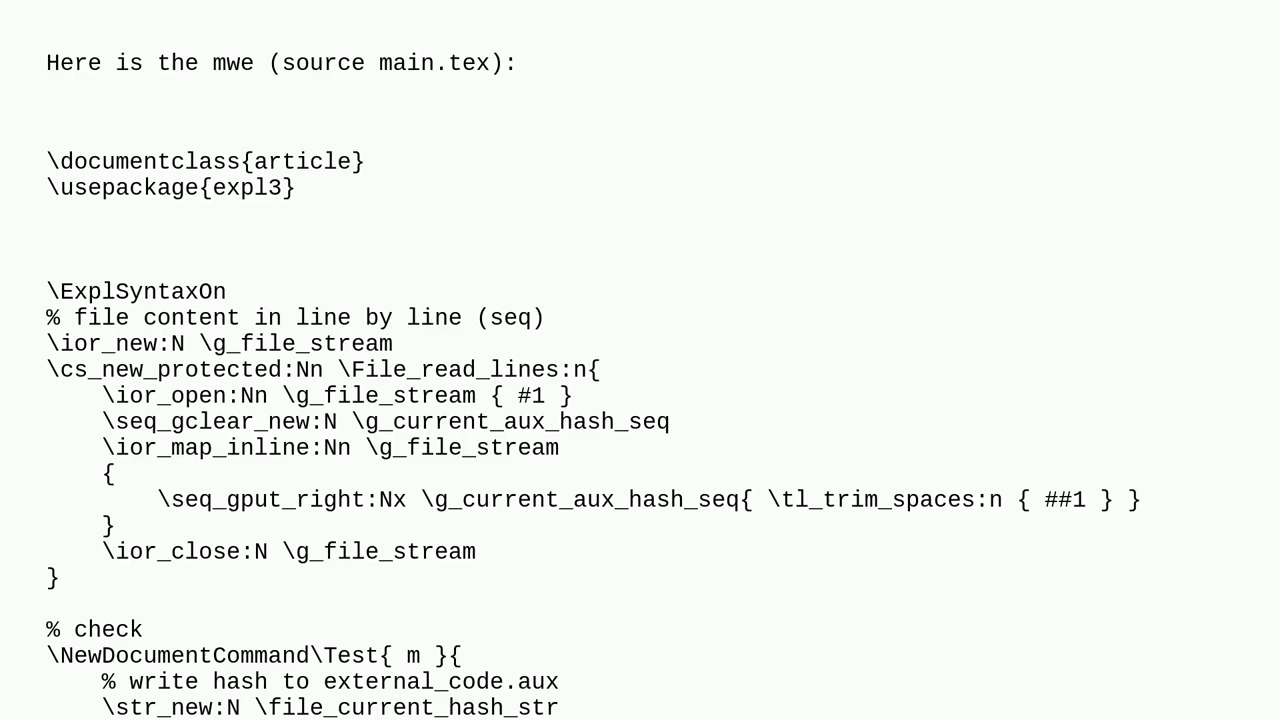 Here is the mwe (source main.tex):
\documentclass{article}
\usepackage{expl3}
\ExplSyntaxOn
% file content in line by line (seq)
\ior_new:N \g_file_stream
\cs_new_protected:Nn \File_read_lines:n{
    \ior_open:Nn \g_file_stream { #1 }
    \seq_gclear_new:N \g_current_aux_hash_seq
    \ior_map_inline:Nn \g_file_stream
    {
        \seq_gput_right:Nx \g_current_aux_hash_seq{ \tl_trim_spaces:n { ##1 } }
    }
    \ior_close:N \g_file_stream
}
% check
\NewDocumentCommand\Test{ m }{
    % write hash to external_code.aux
    \str_new:N \file_current_hash_str